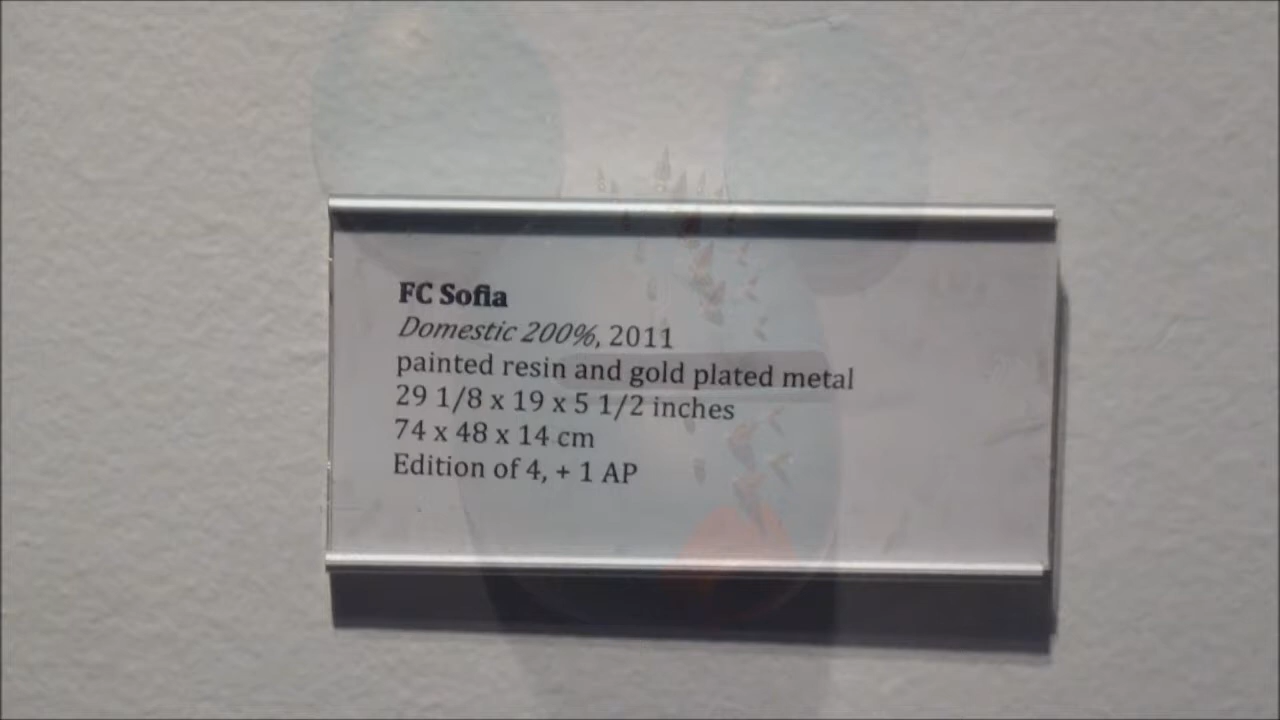 FC Sofia
Domestic 200%, 2011
painted resin and gold plated metal
29 1/8 x 19 x 5 1/2 inches
74 x 48 x 14 cm
Edition of 4, + 1 AP